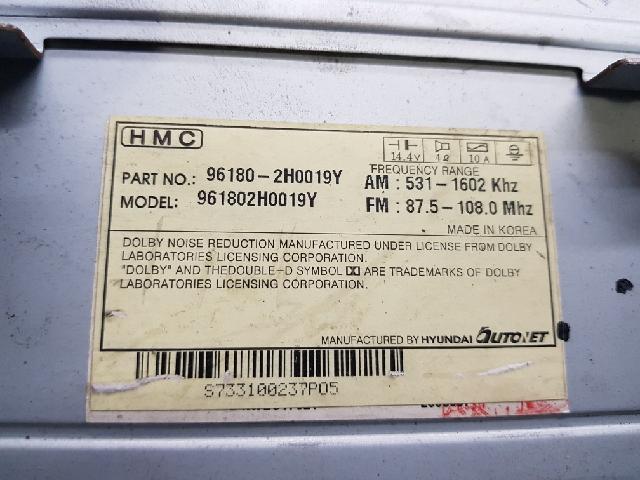 HMC
14.4V 4Ω 10A
PART NO.: 96180-2H0019Y
MODEL: 961802H0019Y
FREQUENCY RANGE
AM : 531-1602 Khz
FM : 87.5-108.0 Mhz
MADE IN KOREA
DOLBY NOISE REDUCTION MANUFACTURED UNDER LICENSE FROM DOLBY
LABORATORIES LICENSING CORPORATION.
"DOLBY" AND THEDOUBLE-D SYMBOL ARE TRADEMARKS OF DOLBY
LABORATORIES LICENSING CORPORATION.
MANUFACTURED BY HYUNDAI AUTONET
S733100237P05